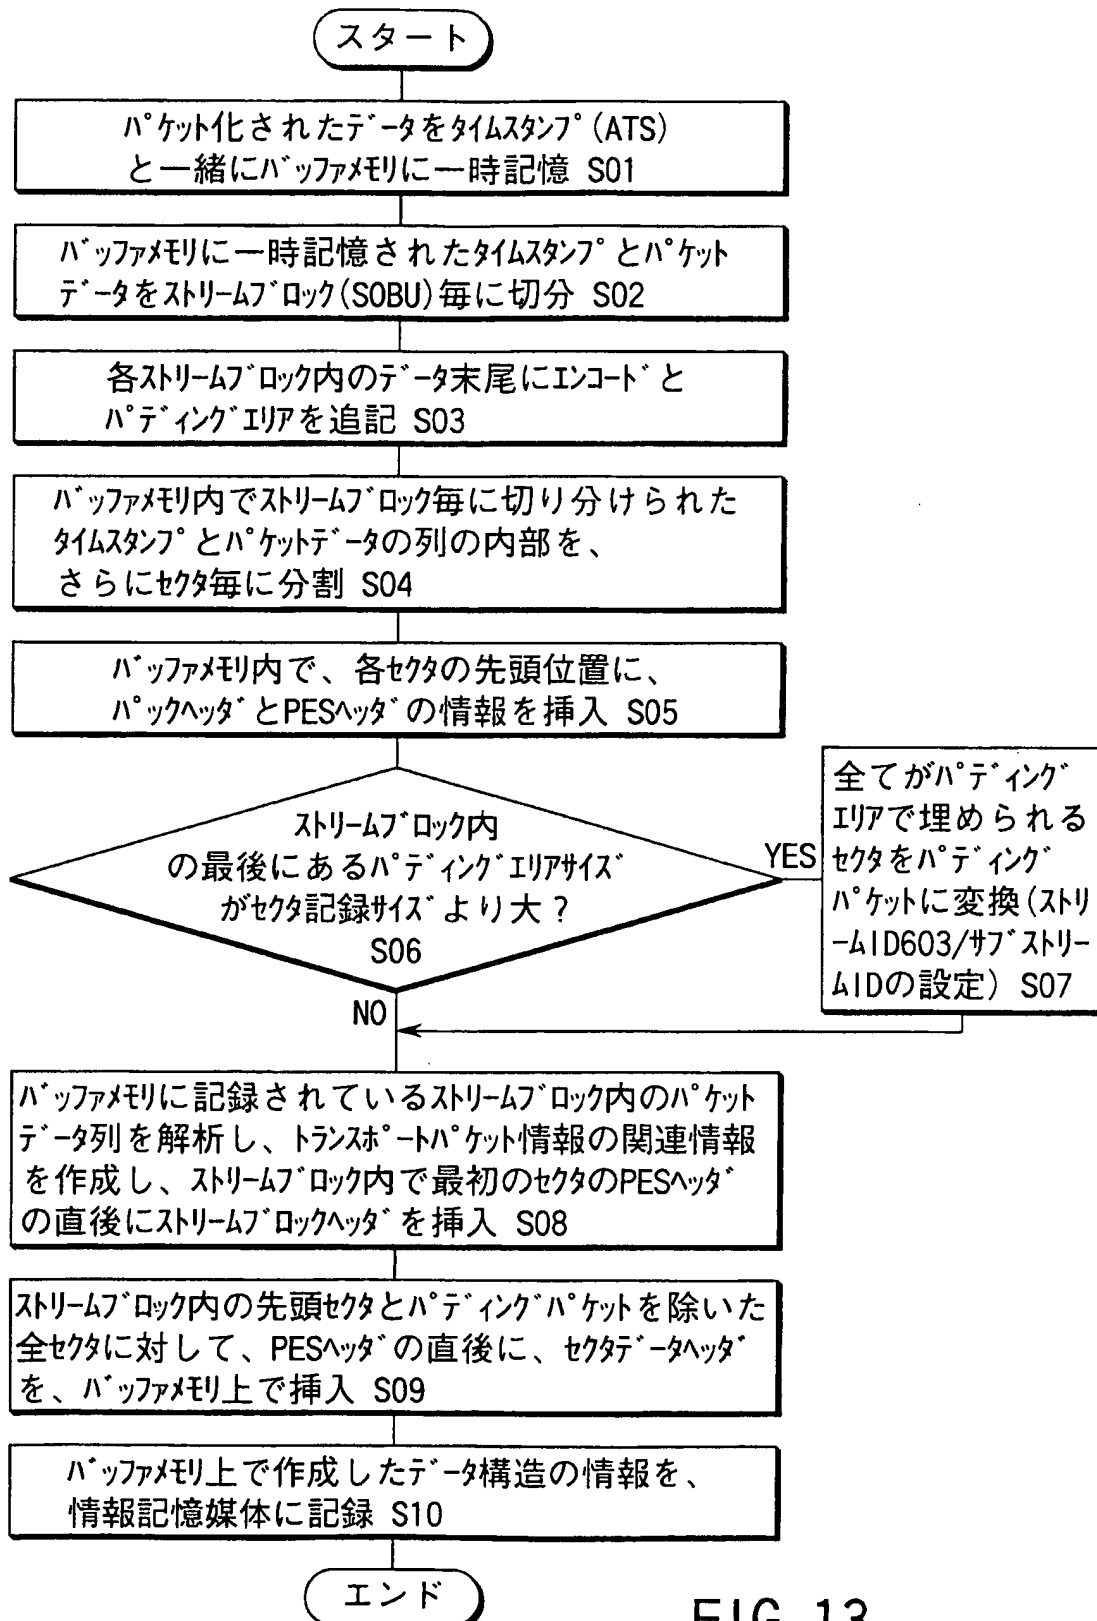 スタート
パケット化されたデータをタイムスタンプ(ATS)
と一緒にバッファメモリに一時記憶 S01
バッファメモリに一時記憶されたタイムスタンプとパケット
データをストリームブロック(SOBU)毎に切分 S02
各ストリームブロック内のデータ末尾にエンコードと
パディングエリアを追記 S03
バッファメモリ内でストリームブロック毎に切り分けられた
タイムスタンプとパケットデータの列の内部を、
さらにセクタ毎に分割 S04
バッファメモリ内で、各セクタの先頭位置に、
パックヘッダとPESヘッダの情報を挿入 S05
ストリームブロック内
の最後にあるパディングエリアサイズ
がセクタ記録サイズより大?
S06
YES
NO
全てがパディング
エリアで埋められる
セクタをパディング
パケットに変換(ストリ
ームID603/サブストリー
ムIDの設定) S07
バッファメモリに記録されているストリームブロック内のパケット
データ列を解析し、トランスポートパケット情報の関連情報
を作成し、ストリームブロック内で最初のセクタのPESヘッダ
の直後にストリームブロックヘッダを挿入 S08
ストリームブロック内の先頭セクタとパディングパケットを除いた
全セクタに対して、PESヘッダの直後に、セクタデータヘッダ
を、バッファメモリ上で挿入 S09
バッファメモリ上で作成したデータ構造の情報を、
情報記憶媒体に記録 S10
エンド
FIG. 13